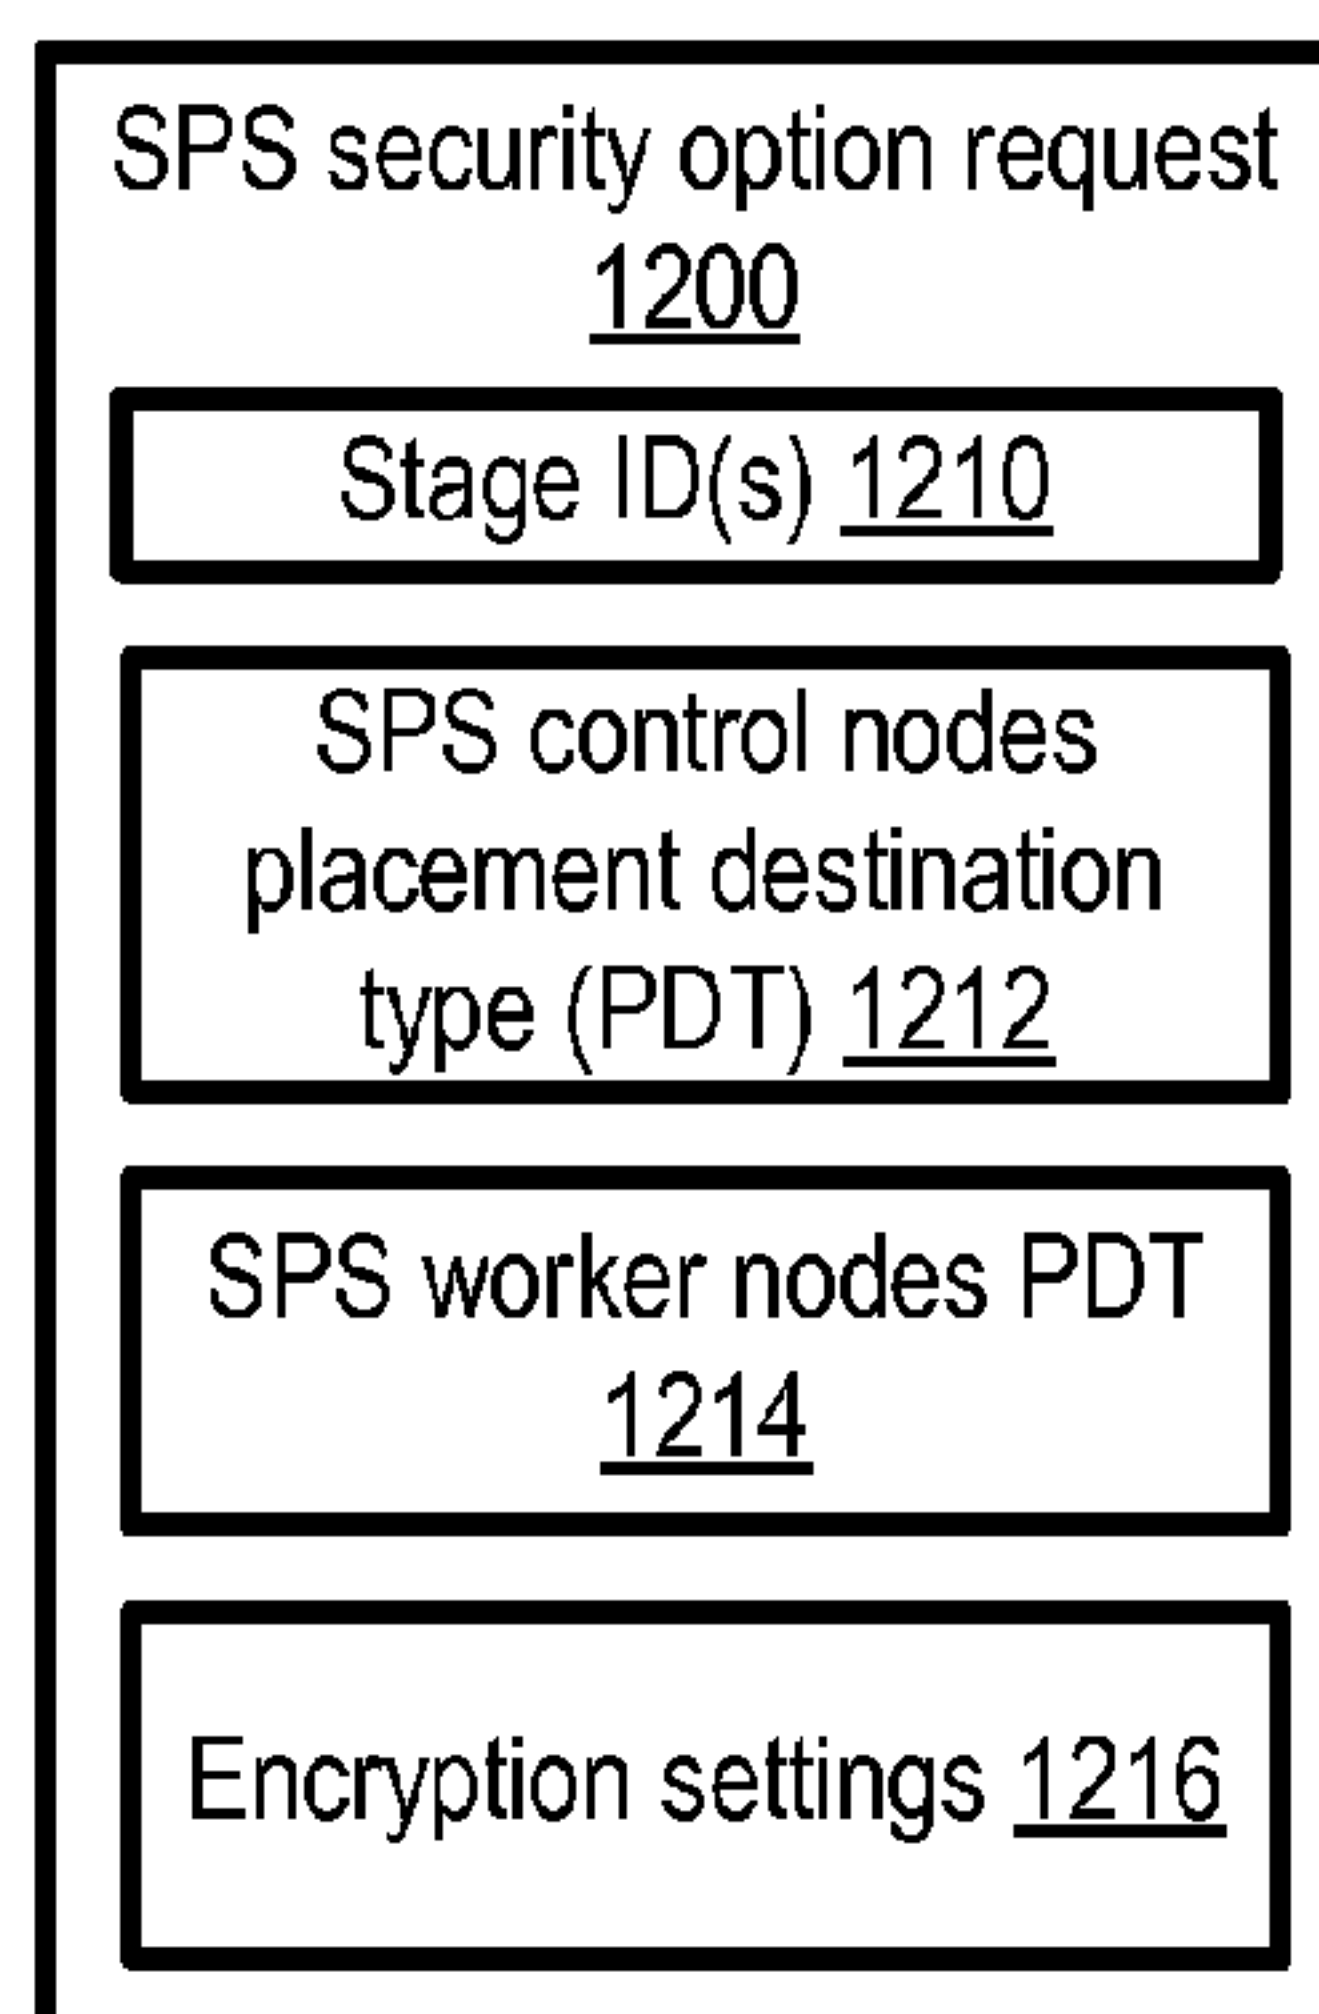 SPS security option request
1200
Stage ID(s) 1210
SPS control nodes
placement destination
type (PDT) 1212
SPS worker nodes PDT
1214
Encryption settings 1216